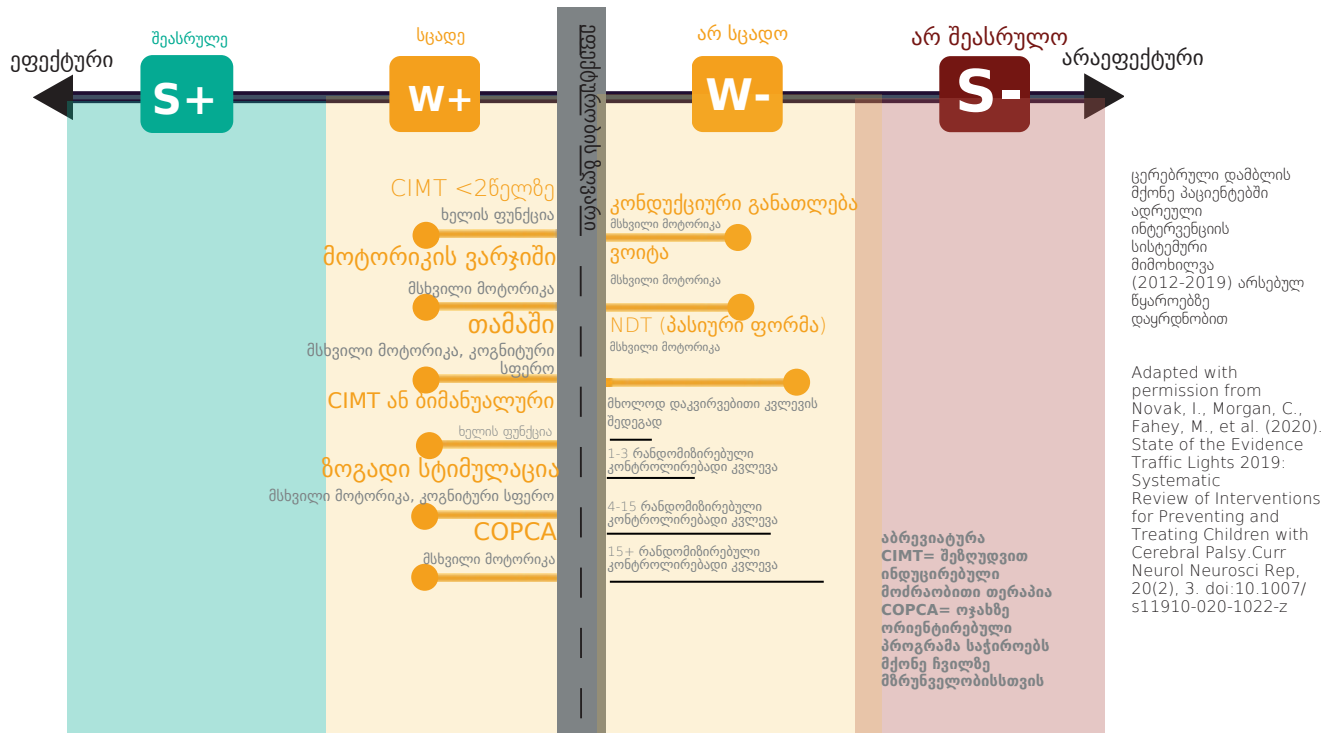 შეასრულე
სცადე
არ სცადო
არ შეასრულო
ეფექტური
არაეფექტური
S+
W+
W-
S-
ეფექტურობის ზღვარი
CIMT <2წელზე
ხელის ფუნქცია
მოტორიკის ვარჯიში
მსხვილი მოტორიკა
თამაში
მსხვილი მოტორიკა, კოგნიტური
სფერო
CIMT ან ბიმანუალური
ხელის ფუნქცია
ზოგადი სტიმულაცია
მსხვილი მოტორიკა, კოგნიტური სფერო
COPCA
მსხვილი მოტორიკა
კონდუქციური განათლება
მსხვილი მოტორიკა
ვოიტა
მსხვილი მოტორიკა
NDT (პასიური ფორმა)
მსხვილი მოტორიკა
მხოლოდ დაკვირვებითი კვლევის
შედეგად
1-3 რანდომიზირებული
კონტროლირებადი კვლევა
4-15 რანდომიზირებული
კონტროლირებადი კვლევა
15+ რანდომიზირებული
კონტროლირებადი კვლევა
აბრევიატურა
CIMT= შეზღუდვით
ინდუცირებული
მოძრაობითი თერაპია
COPCA= ოჯახზე
ორიენტირებული
პროგრამა საჭიროებს
მქონე ჩვილზე
მზრუნველობისსთვის
ცერებრული დამბლის
მქონე პაციენტებში
ადრეული
ინტერვენციის
სისტემური
მიმოხილვა
(2012-2019) არსებულ
წყაროებზე
დაყრდნობით
Adapted with
permission from
Novak, I., Morgan, C.,
Fahey, M., et al. (2020).
State of the Evidence
Traffic Lights 2019:
Systematic
Review of Interventions
for Preventing and
Treating Children with
Cerebral Palsy.Curr
Neurol Neurosci Rep,
20(2), 3. doi:10.1007/
s11910-020-1022-z